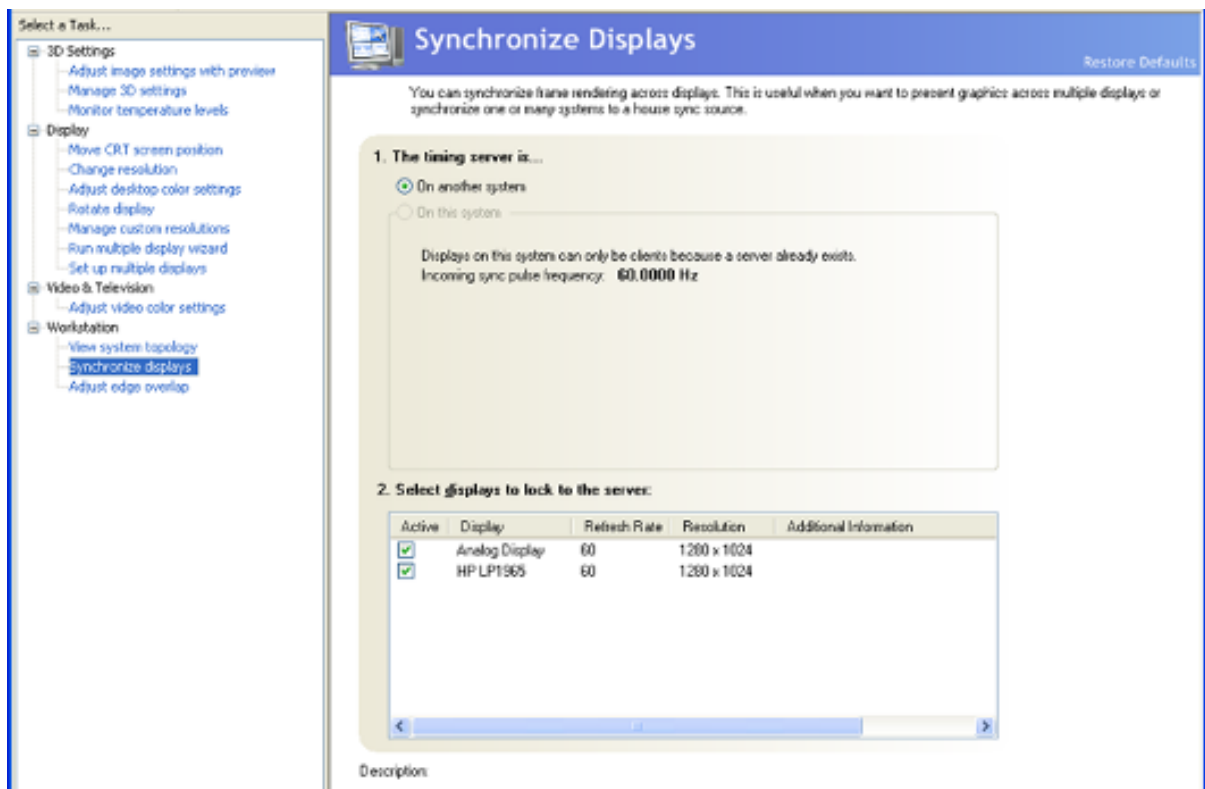 Select a Task...
3D Settings
Adjust image settings with preview
Manage 3D settings
Monitor temperature levels
Display
Move CRT screen position
Change resolution
Adjust desktop color settings
Rotate display
Manage custom resolutions
Run multiple display wizard
Set up multiple displays
Video & Television
Adjust video color settings
Workstation
View system topology
Synchronize displays
Adjust edge overlap
Synchronize Displays
Restore Defaults
You can synchronize frame rendering across displays. This is useful when you want to present graphics across multiple displays or
synchronize one or many systems to a house sync source.
1. The timing server is...
On another system
On this system
Displays on this system can only be clients because a server already exists.
Incoming sync pulse frequency: 60.0000 Hz
2. Select displays to lock to the server:
Active Display Refresh Rate Resolution Additional Information
Analog Display 60 1280 x 1024
HP LP1965 60 1280 x 1024
Description: